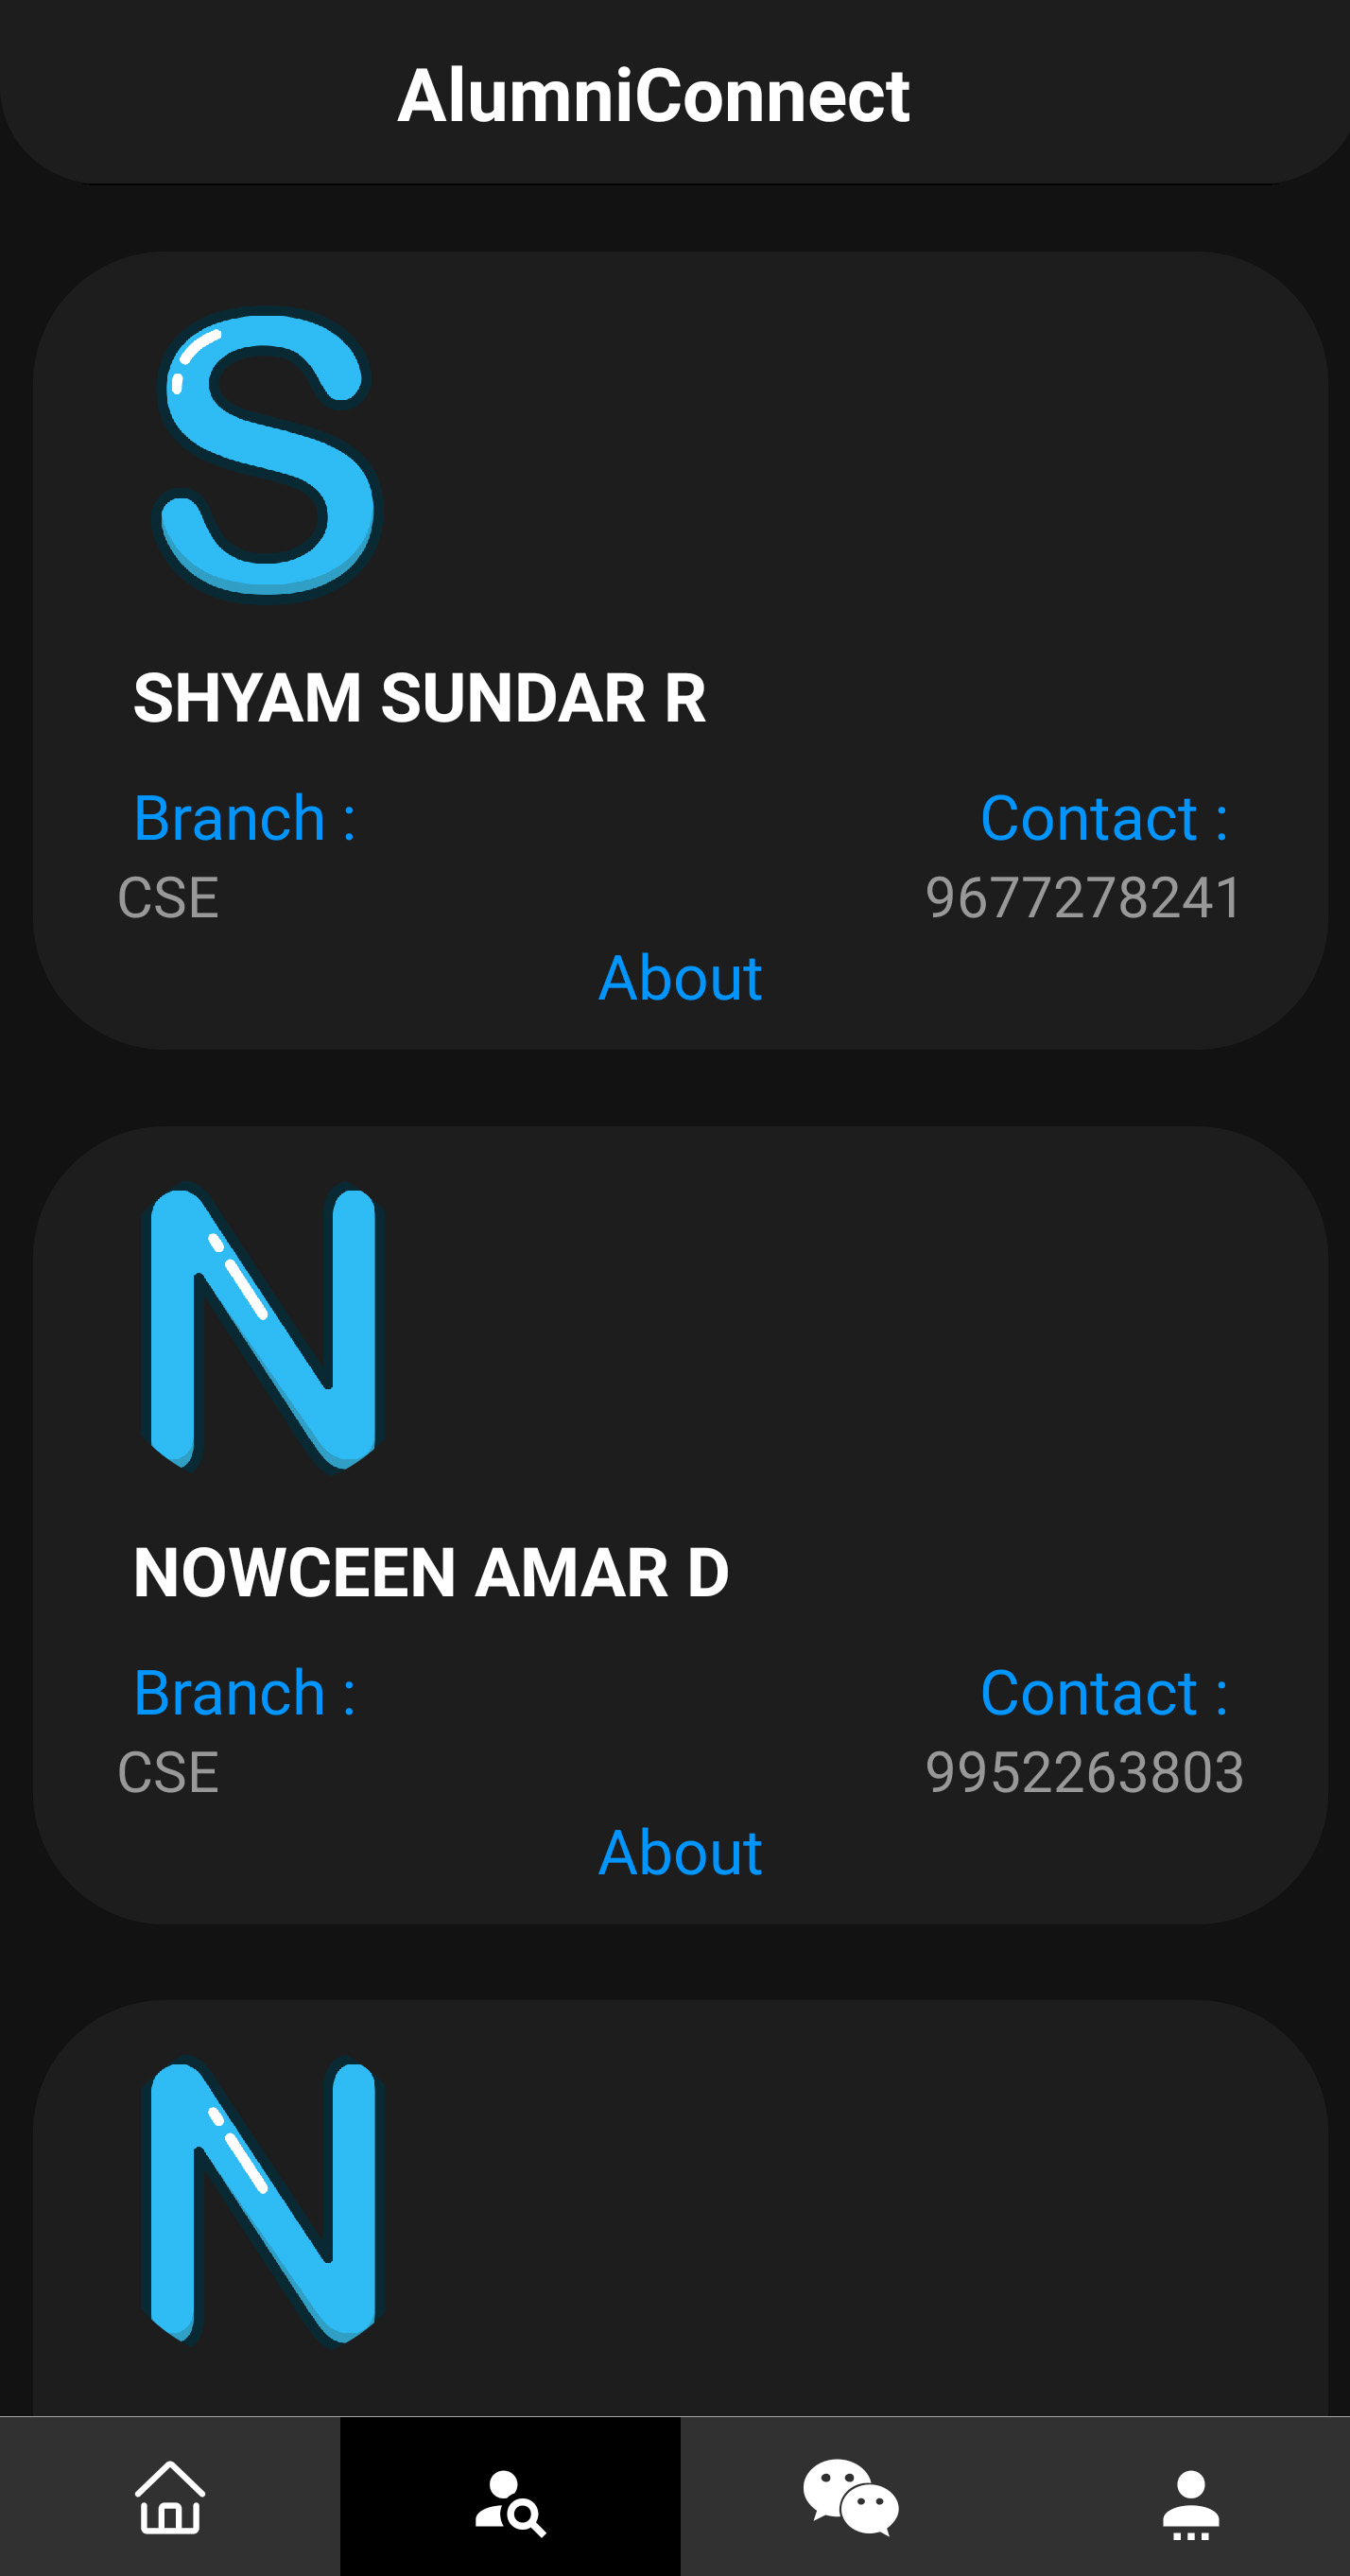 AlumniConnect
S
SHYAM SUNDAR R
Branch : Contact :
CSE 9677278241
About
N
NOWCEEN AMAR D
Branch : Contact :
CSE 9952263803
About
N